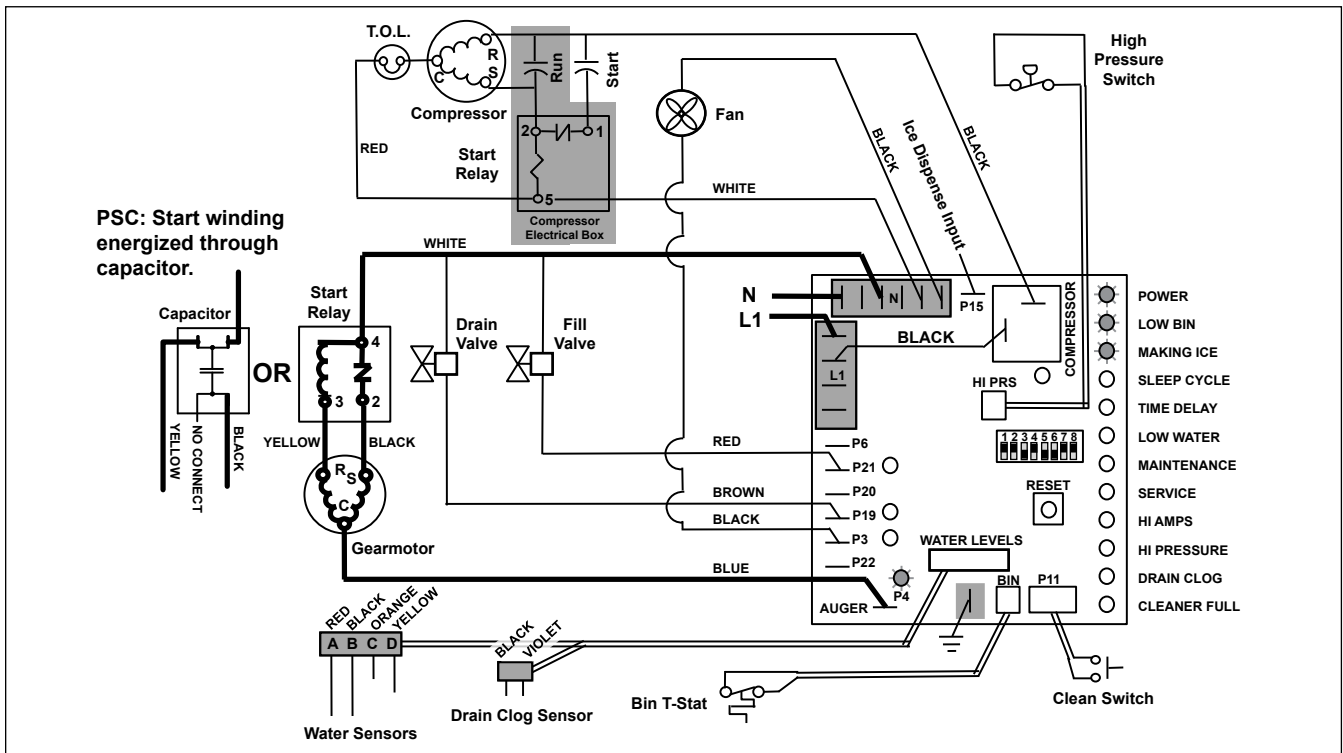 T.O.L.
R
S
C
Compressor
Run
Start
2
1
5
Start
Relay
Compressor
Electrical Box
RED
WHITE
Fan
BLACK
Ice Dispense Input
BLACK
High
Pressure
Switch
PSC: Start winding
energized through
capacitor.
Capacitor
YELLOW
NO CONNECT
BLACK
OR
WHITE
Start
Relay
4
3
2
YELLOW
BLACK
R
S
C
Gearmotor
Drain
Valve
Fill
Valve
N
L1
N
P15
L1
BLACK
COMPRESSOR
HI PRS
1 2 3 4 5 6 7 8
RESET
RED
BROWN
BLACK
BLUE
P6
P21
P20
P19
P3
P22
P4
AUGER
WATER LEVELS
BIN
P11
POWER
LOW BIN
MAKING ICE
SLEEP CYCLE
TIME DELAY
LOW WATER
MAINTENANCE
SERVICE
HI AMPS
HI PRESSURE
DRAIN CLOG
CLEANER FULL
RED
BLACK
ORANGE
YELLOW
A B C D
Water Sensors
BLACK
VIOLET
Drain Clog Sensor
Bin T-Stat
Clean Switch